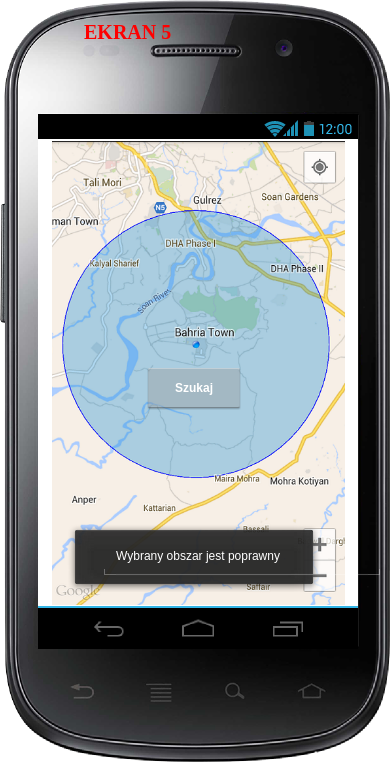 EKRAN 5
12:00
Tali Mori
Gulrez
Soan Gardens
N5
man Town
DHA Phase I
Kalyal Sharief
DHA Phase II
Soan River
Bahria Town
Szukaj
Maira Mohra
Mohra Kotiyan
Anper
Kattarian
Bassali
Dergh
+
Wybrany obszar jest poprawny
−
Google
Saffair